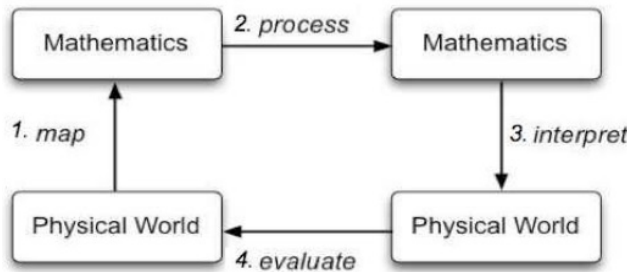 2. process
Mathematics
Mathematics
1. map
3. interpret
Physical World
Physical World
4. evaluate